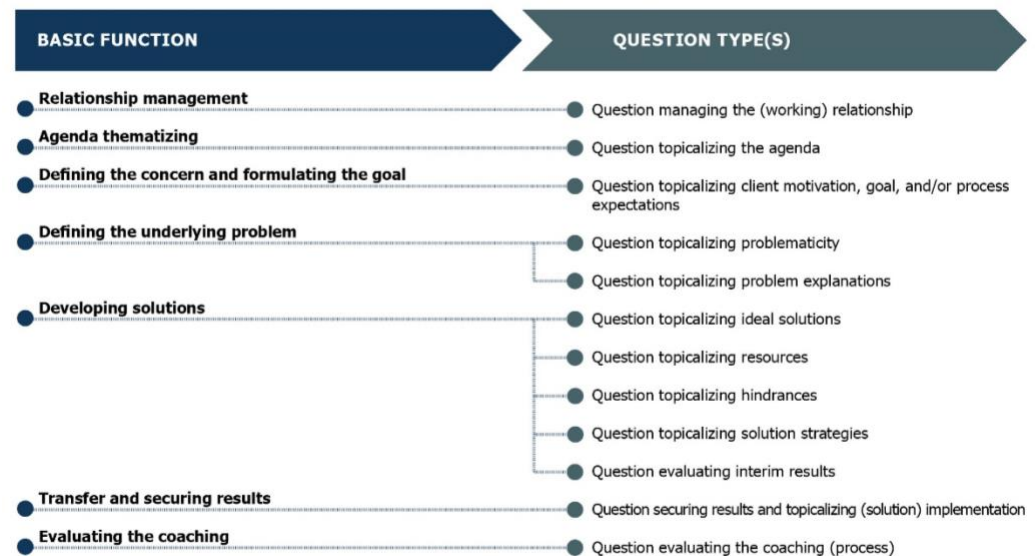 BASIC FUNCTION
QUESTION TYPE(S)
Relationship management
Question managing the (working) relationship
Agenda thematizing
Question topicalizing the agenda
Defining the concern and formulating the goal
Question topicalizing client motivation, goal, and/or process
expectations
Defining the underlying problem
Question topicalizing problematicity
Question topicalizing problem explanations
Developing solutions
Question topicalizing ideal solutions
Question topicalizing resources
Question topicalizing hindrances
Question topicalizing solution strategies
Question evaluating interim results
Transfer and securing results
Question securing results and topicalizing (solution) implementation
Evaluating the coaching
Question evaluating the coaching (process)